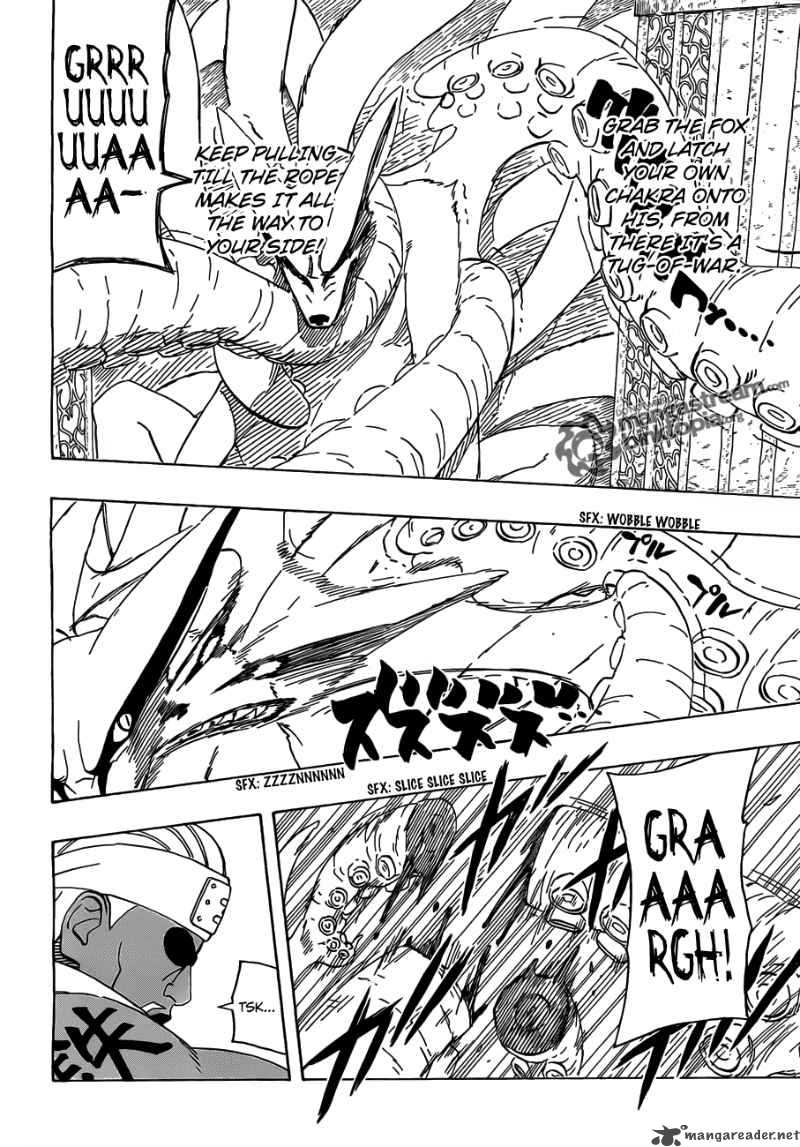 GRAB THE FOX
AND LATCH
YOUR OWN
CHAKRA ONTO
HIS, FROM
THERE IT'S A
TUG-OF-WAR.
KEEP PULLING
TILL THE ROPE
MAKES IT ALL
THE WAY TO
YOUR SIDE!
GRRR
UUUU
UUAA
AA-
mangastream.com
SFX: WOBBLE WOBBLE
プル
プル
ズズズズ
SFX: ZZZZNNNNNN
SFX: SLICE SLICE SLICE
GRA
AAA
RGH!
TSK...
mangareader.net